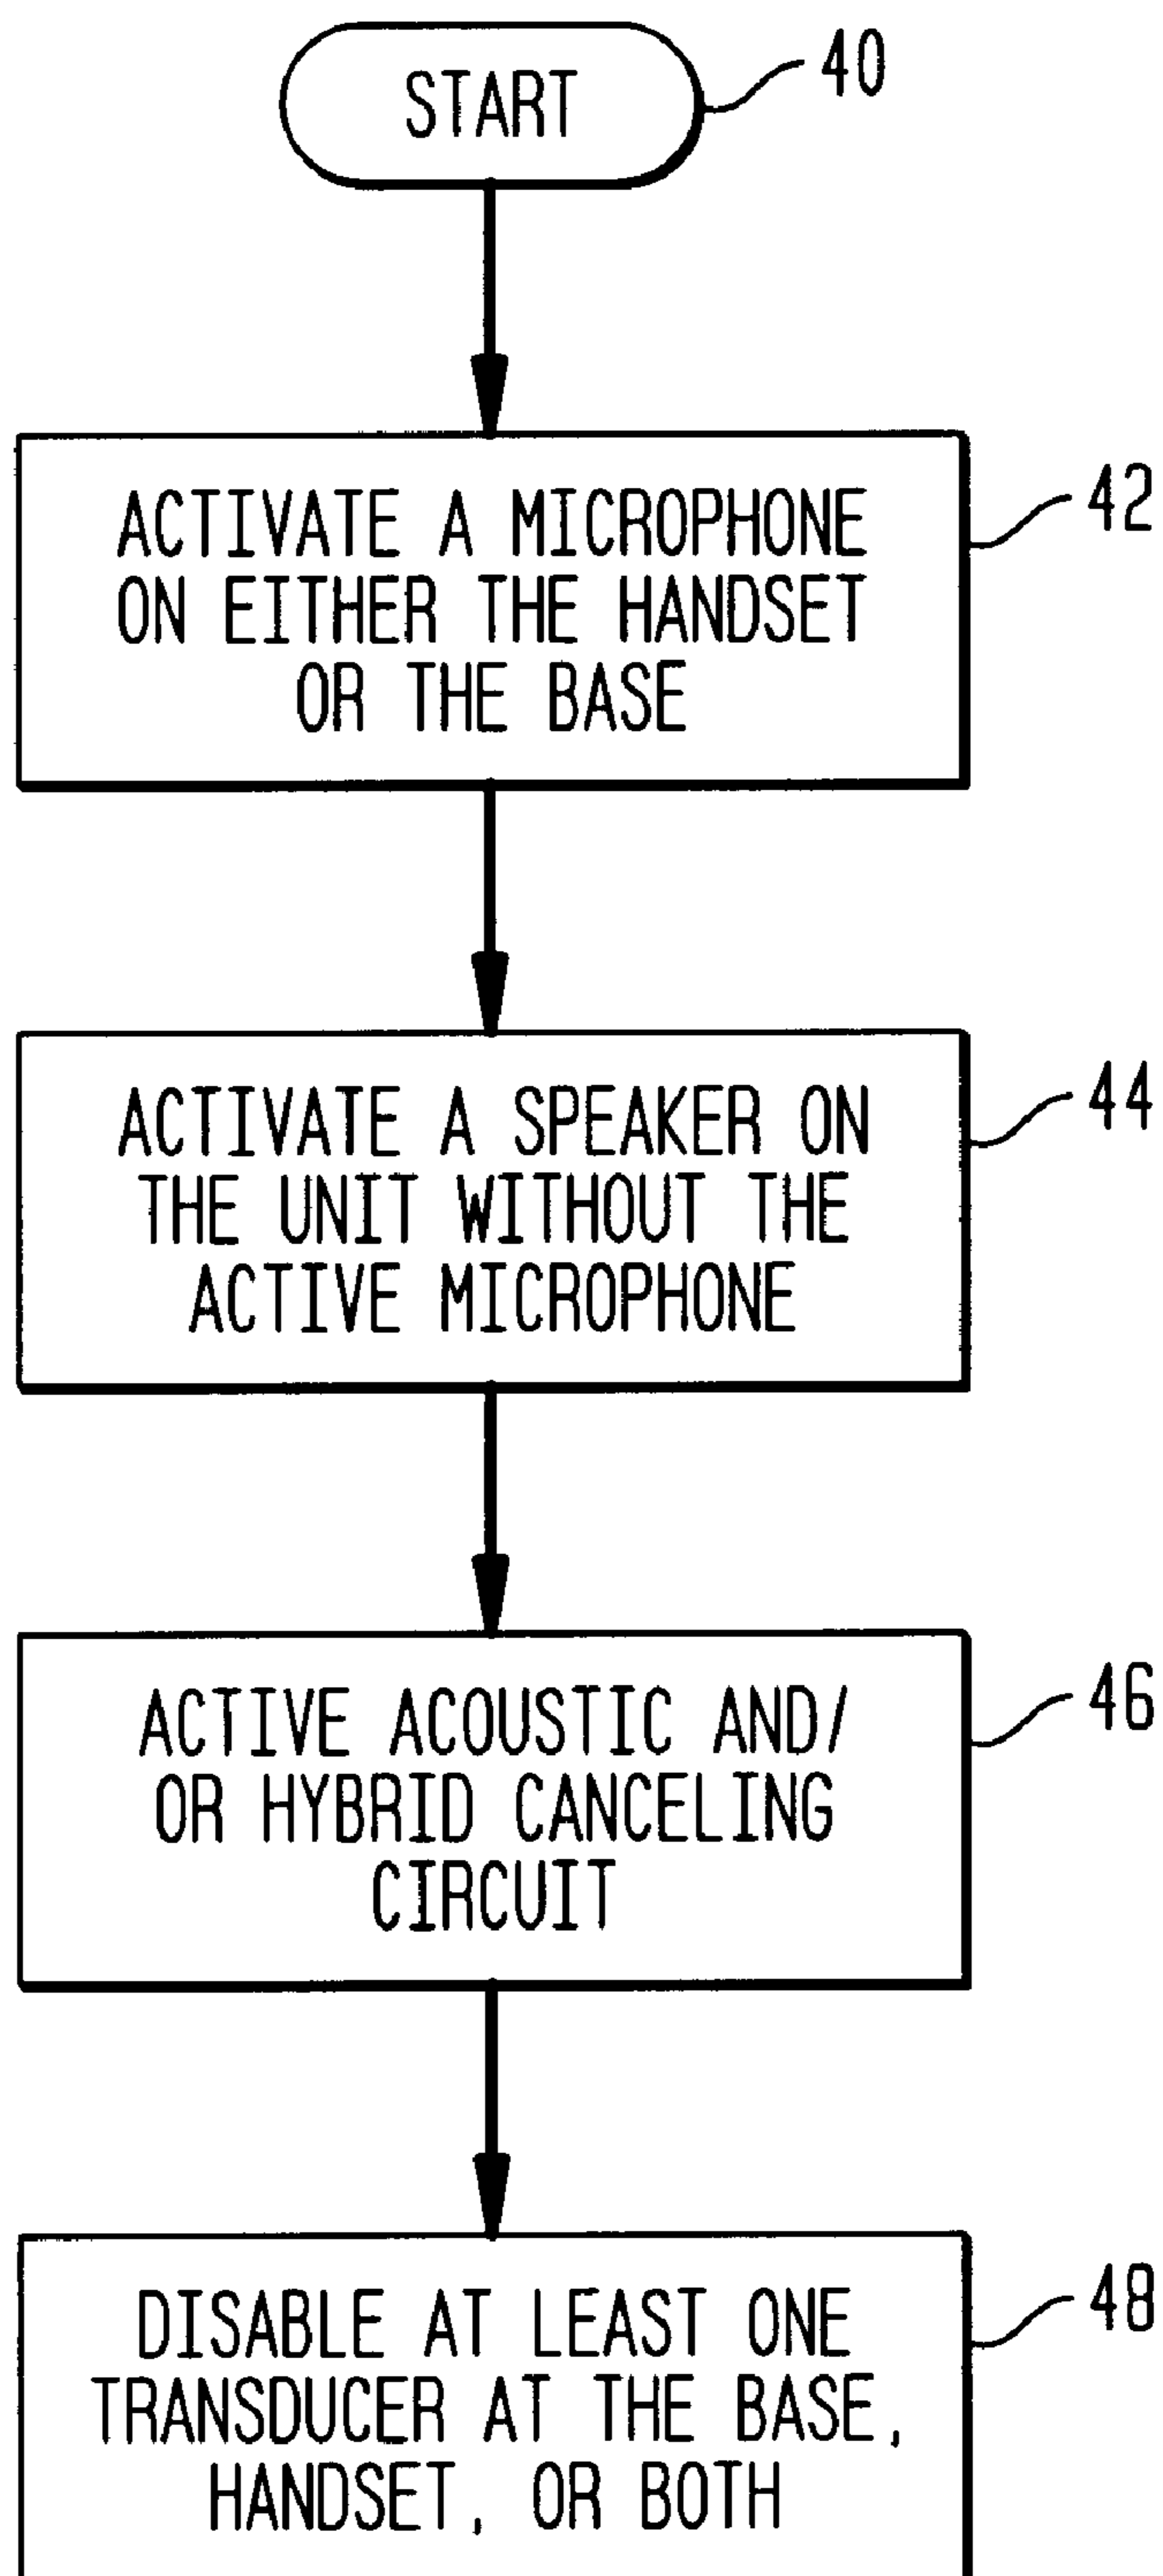 START
40
ACTIVATE A MICROPHONE
ON EITHER THE HANDSET
OR THE BASE
42
ACTIVATE A SPEAKER ON
THE UNIT WITHOUT THE
ACTIVE MICROPHONE
44
ACTIVE ACOUSTIC AND/
OR HYBRID CANCELING
CIRCUIT
46
DISABLE AT LEAST ONE
TRANSDUCER AT THE BASE,
HANDSET, OR BOTH
48